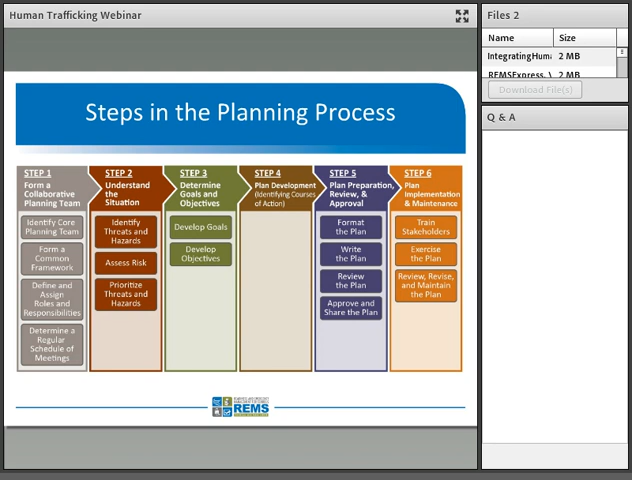 Human Trafficking Webinar
Files 2
Name
Size
IntegratingHuma
2 MB
REMSExpress.
2 MB
Download File(s)
Q & A
Steps in the Planning Process
STEP 1
Form a
Collaborative
Planning Team
Identify Core
Planning Team
Form a
Common
Framework
Define and
Assign
Roles and
Responsibilities
Determine a
Regular
Schedule of
Meetings
STEP 2
Understand
the
Situation
Identify
Threats and
Hazards
Assess Risk
Prioritize
Threats and
Hazards
STEP 3
Determine
Goals and
Objectives
Develop Goals
Develop
Objectives
STEP 4
Plan Development
(Identifying Courses
of Action)
STEP 5
Plan Preparation,
Review, &
Approval
Format
the Plan
Write
the Plan
Review
the Plan
Approve and
Share the Plan
STEP 6
Plan
Implementation
& Maintenance
Train
Stakeholders
Exercise
the Plan
Review, Revise,
and Maintain
the Plan
REMS